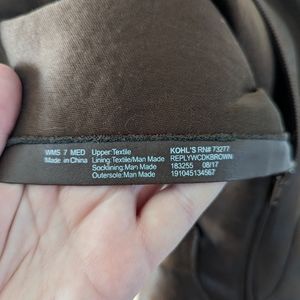 WMS 7 MED
Made in China
Upper:Textile
Lining:Textile/Man Made
Socklining:Man Made
Outersole:Man Made
KOHL'S RN# 73277
REPLYWCDKBROWN
183255 08/17
191045134567